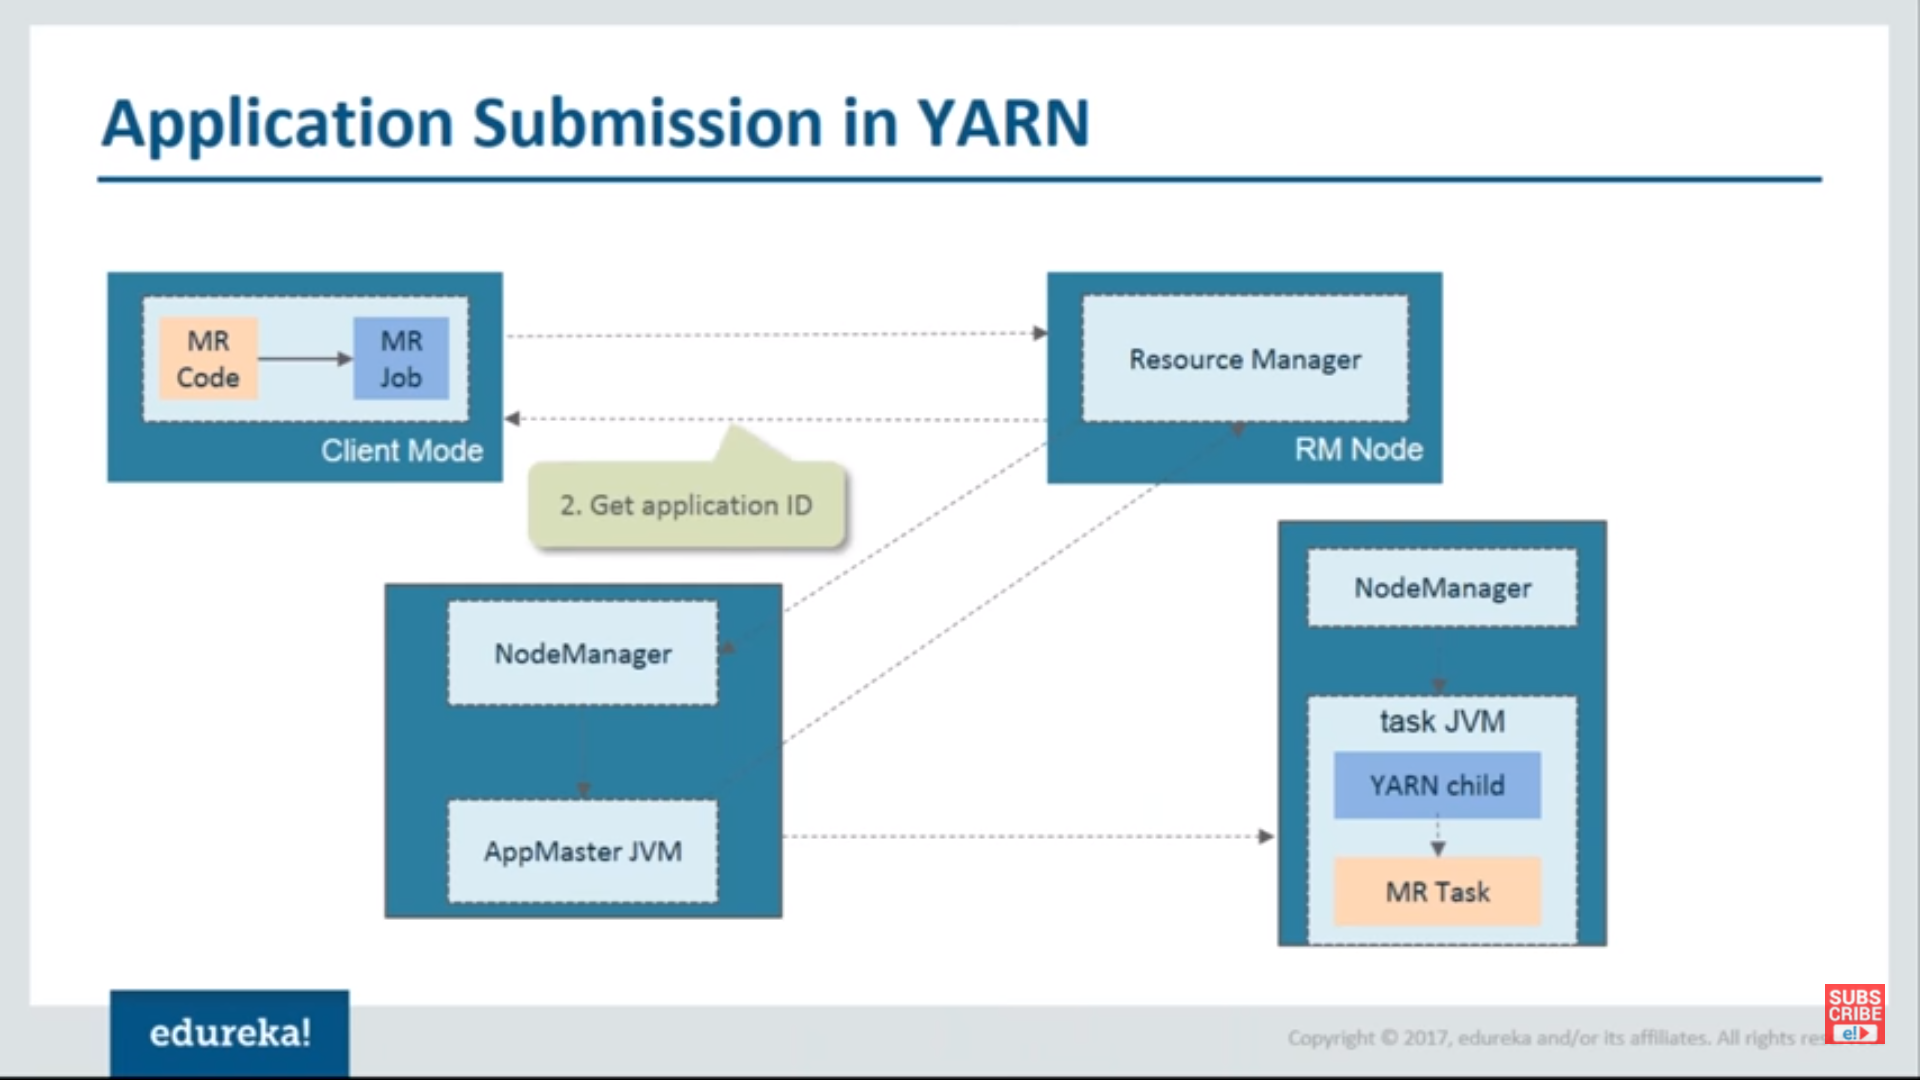 Application Submission in YARN
MR
Code
MR
Job
Client Mode
Resource Manager
RM Node
2. Get application ID
NodeManager
AppMaster JVM
NodeManager
task JVM
YARN child
MR Task
edureka!
Copyright © 2017, edureka and/or its affiliates. All rights
SUBS
CRIBE
e!